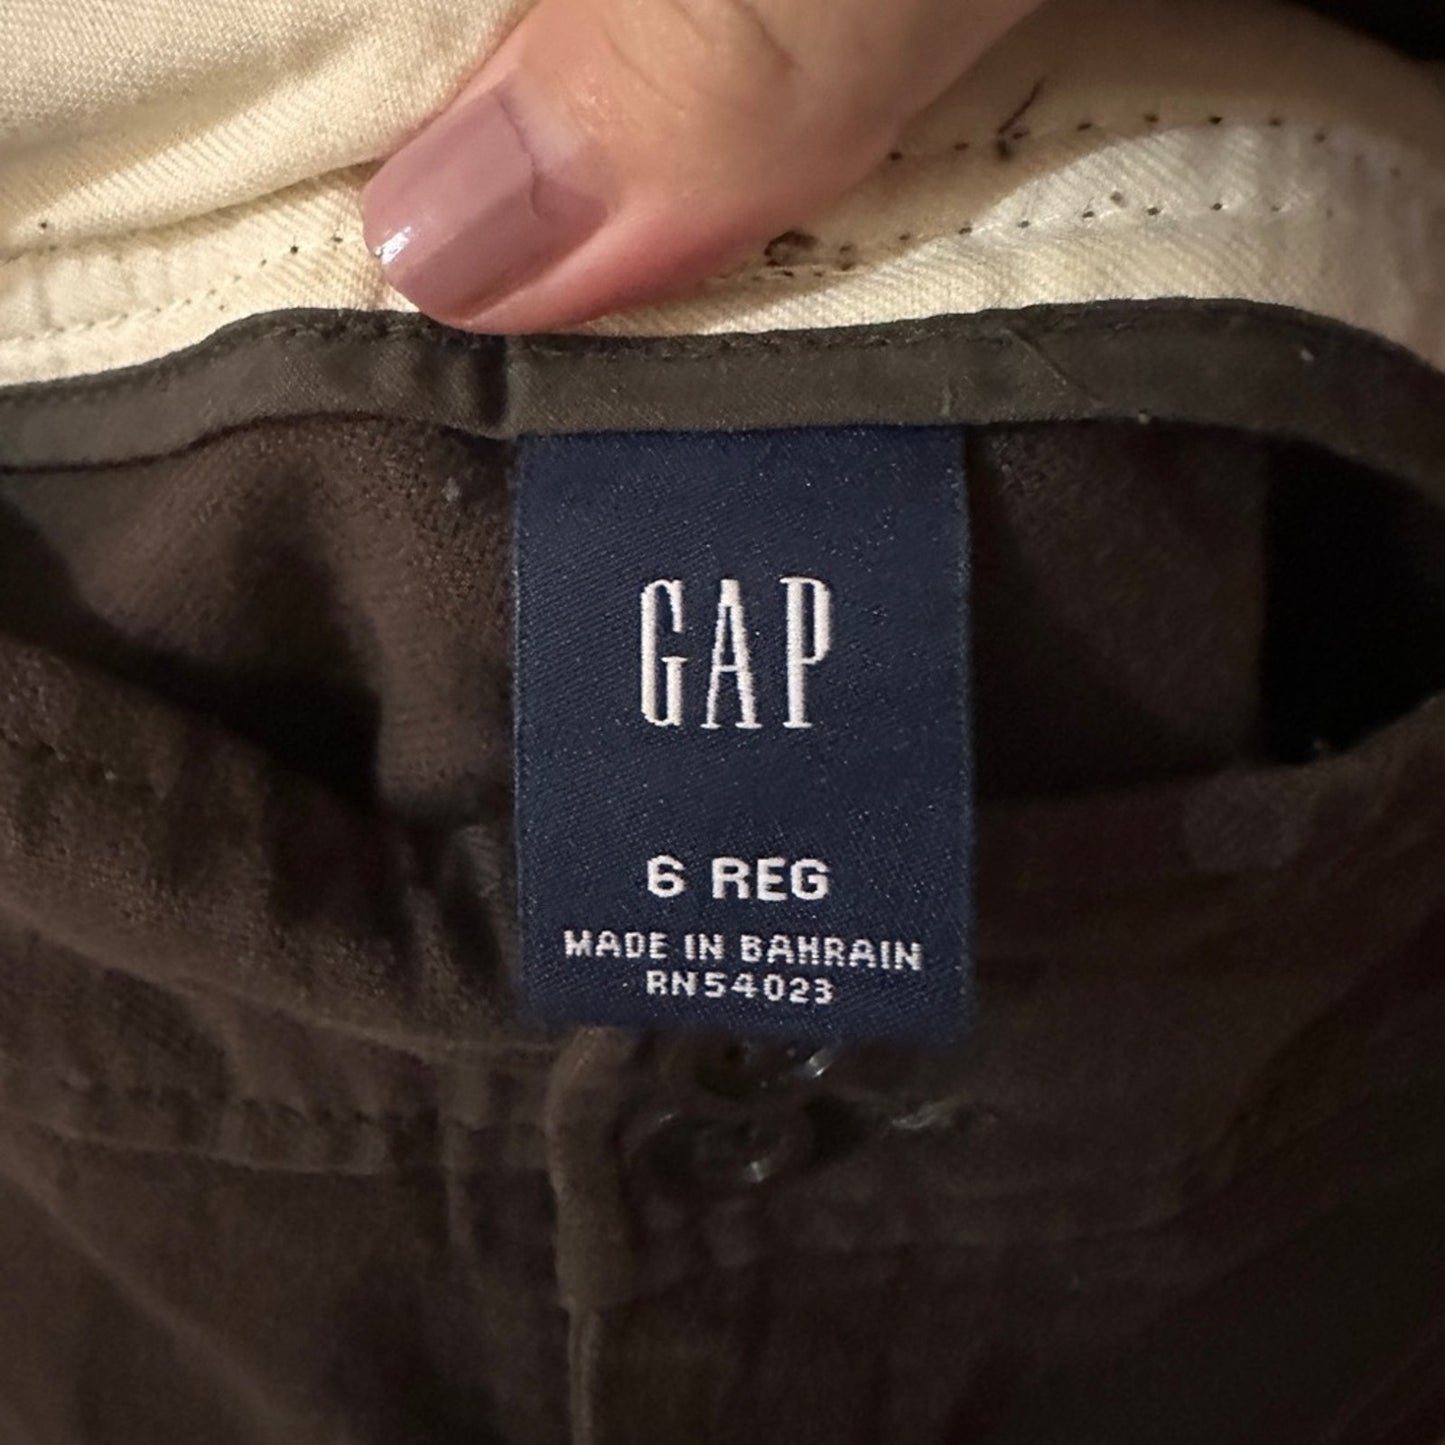 GAP
6 REG
MADE IN BAHRAIN
RN54023